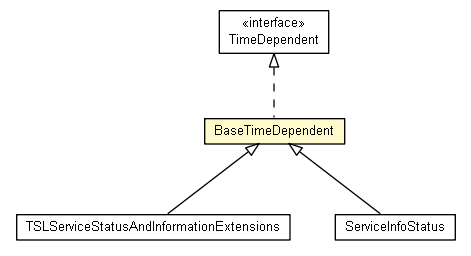 «interface»
TimeDependent
BaseTimeDependent
TSLServiceStatusAndInformationExtensions
ServiceInfoStatus